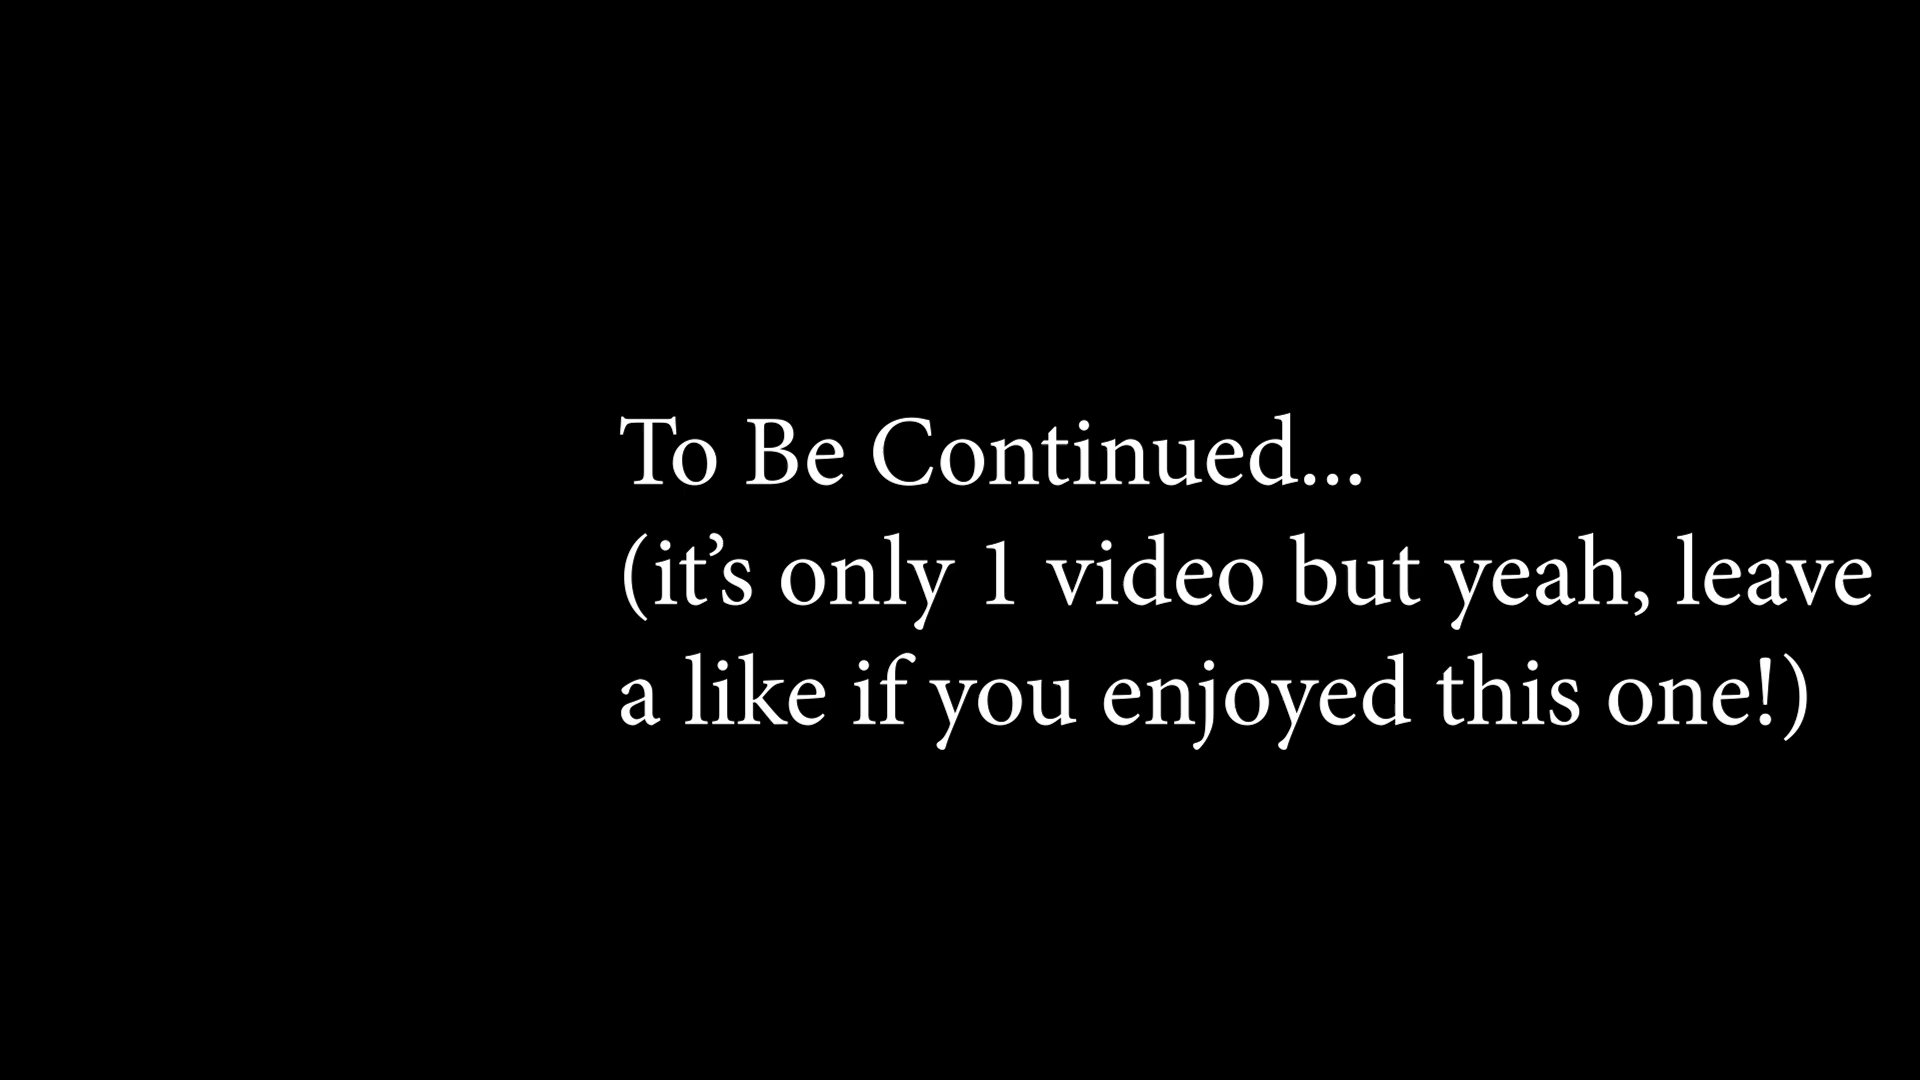 To Be Continued...
(it’s only 1 video but yeah, leave
a like if you enjoyed this one!)